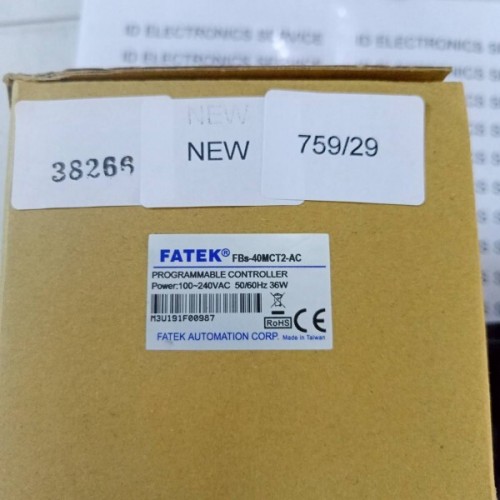 ID ELECTRONICS SERVICE
ID ELECTRONICS SERVICE
NEW
38266
NEW
759/29
FATEK® FBs-40MCT2-AC
PROGRAMMABLE CONTROLLER
Power:100~240VAC 50/60Hz 36W
M3U191F00987
RoHS CE
FATEK AUTOMATION CORP. Made in Taiwan